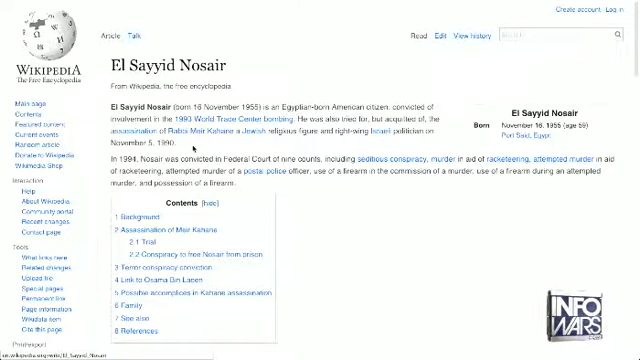 Create account Log in
WIKIPEDIA
The Free Encyclopedia
Article Talk
Read Edit View history
Search
El Sayyid Nosair
From Wikipedia, the free encyclopedia
El Sayyid Nosair (born 16 November 1955) is an Egyptian-born American citizen, convicted of
involvement in the 1993 World Trade Center bombing. He was also tried for, but acquitted of, the
assassination of Rabbi Meir Kahane a Jewish religious figure and right-wing Israeli politician on
November 5, 1990.
In 1994, Nosair was convicted in Federal Court of nine counts, including seditious conspiracy, murder in aid of racketeering, attempted murder in aid
of racketeering, attempted murder of a postal police officer, use of a firearm in the commission of a murder, use of a firearm during an attempted
murder, and possession of a firearm.
El Sayyid Nosair
Born November 16, 1955 (age 59)
Port Said, Egypt
Contents [hide]
1 Background
2 Assassination of Meir Kahane
2.1 Trial
2.2 Conspiracy to free Nosair from prison
3 Terror conspiracy conviction
4 Link to Osama Bin Laden
5 Possible accomplices in Kahane assassination
6 Family
7 See also
8 References
Main page
Contents
Featured content
Current events
Random article
Donate to Wikipedia
Wikipedia Shop
Interaction
Help
About Wikipedia
Community portal
Recent changes
Contact page
Tools
What links here
Related changes
Upload file
Special pages
Permanent link
Page information
Wikidata item
Cite this page
Print/export
en.wikipedia.org/wiki/El_Sayyid_Nosair
INFO
WARS